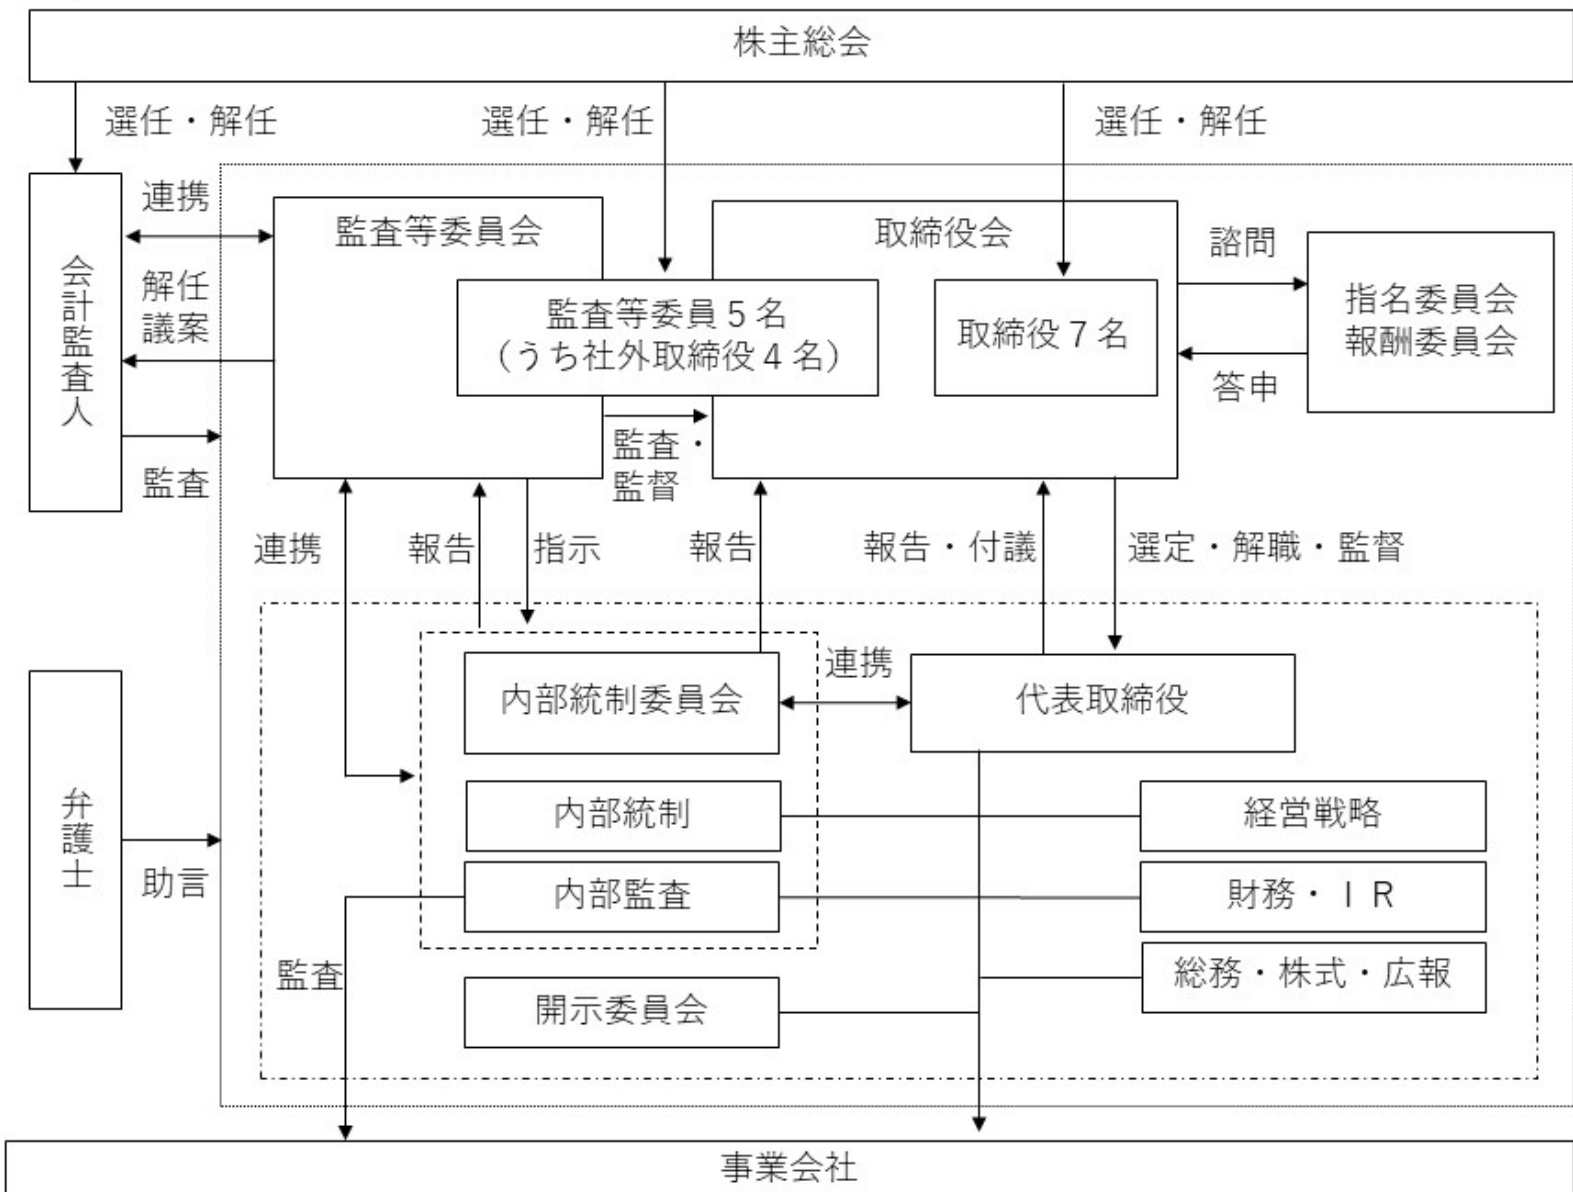 株主総会
選任・解任
選任・解任
選任・解任
連携
監査等委員会
取締役会
諮問
会計監査人
解任
議案
監査等委員５名
（うち社外取締役４名）
取締役７名
指名委員会
報酬委員会
答申
監査・
監督
監査
連携
報告
指示
報告
報告・付議
選定・解職・監督
内部統制委員会
連携
代表取締役
弁護士
内部統制
経営戦略
助言
内部監査
財務・ＩＲ
監査
開示委員会
総務・株式・広報
事業会社